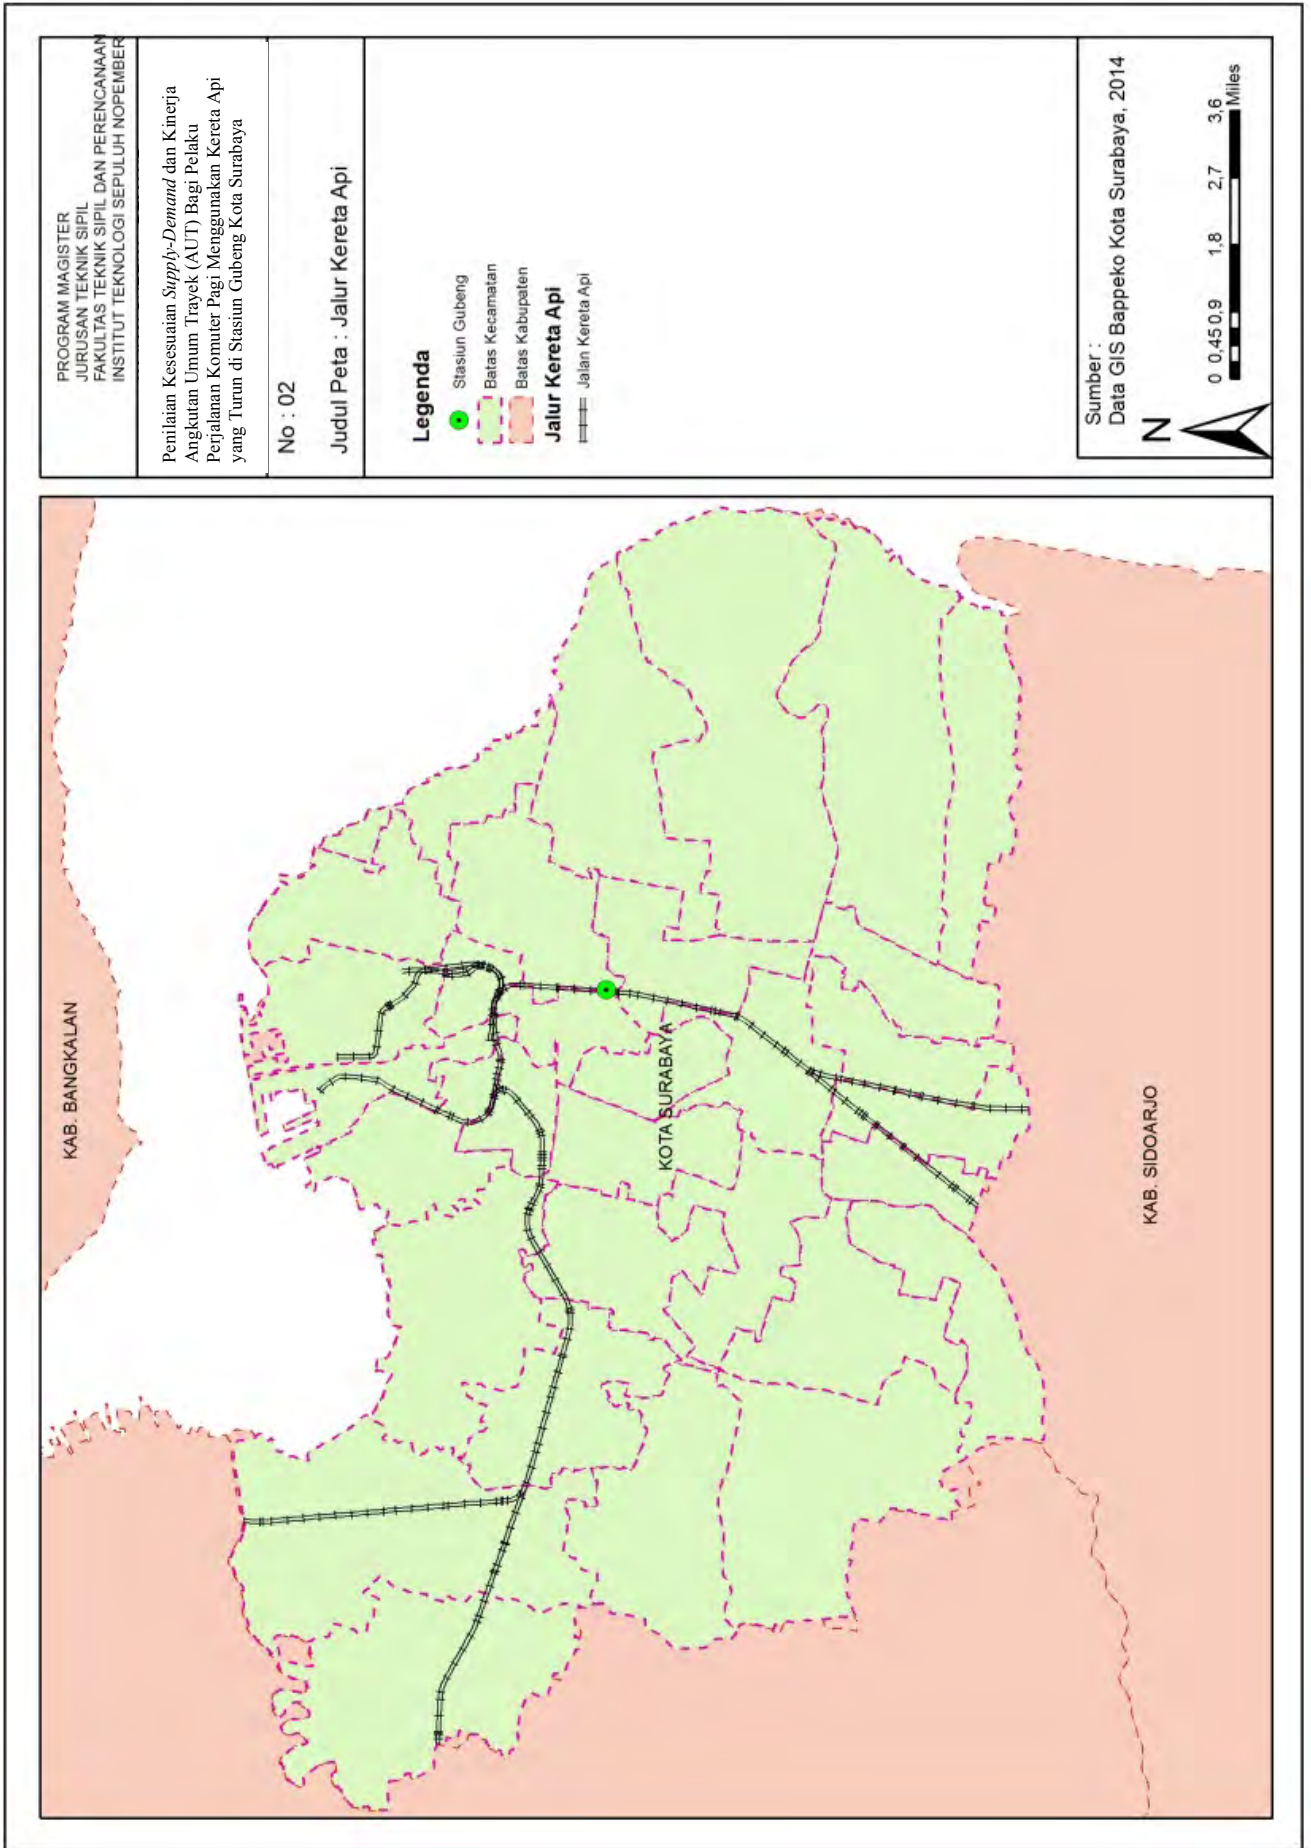 PROGRAM MAGISTER
JURUSAN TEKNIK SIPIL
FAKULTAS TEKNIK SIPIL DAN PERENCANAAN
INSTITUT TEKNOLOGI SEPULUH NOPEMBER
Penilaian Kesesuaian Supply-Demand dan Kinerja
Angkutan Umum Trayek (AUT) Bagi Pelaku
Perjalanan Komuter Pagi Menggunakan Kereta Api
yang Turun di Stasiun Gubeng Kota Surabaya
No : 02
Judul Peta : Jalur Kereta Api
Legenda
Stasiun Gubeng
Batas Kecamatan
Batas Kabupaten
Jalur Kereta Api
Jalan Kereta Api
Sumber :
Data GIS Bappeko Kota Surabaya, 2014
N
0 0,45 0,9 1,8 2,7 3,6
Miles
KAB. BANGKALAN
KOTA SURABAYA
KAB. SIDOARJO